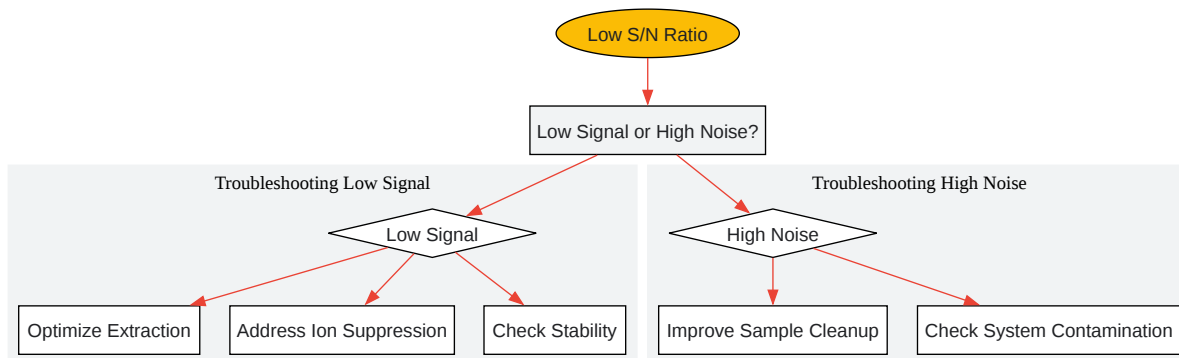 Low S/N Ratio
Low Signal or High Noise?
Troubleshooting Low Signal
Troubleshooting High Noise
Low Signal
High Noise
Optimize Extraction
Address Ion Suppression
Check Stability
Improve Sample Cleanup
Check System Contamination